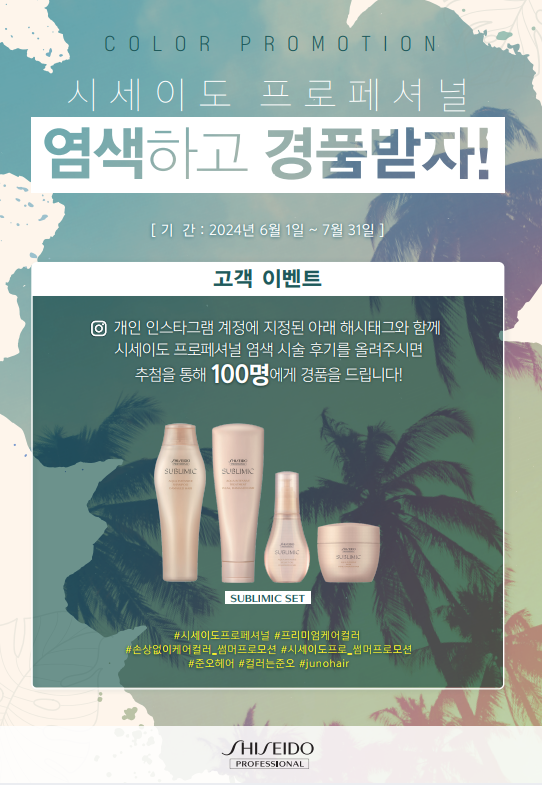 COLOR PROMOTION
시세이도 프로페셔널
염색하고 경품받자!
[ 기 간 : 2024년 6월 1일 ~ 7월 31일 ]
고객 이벤트
개인 인스타그램 계정에 지정된 아래 해시태그와 함께
시세이도 프로페셔널 염색 시술 후기를 올려주시면
추첨을 통해 100명에게 경품을 드립니다!
SHISEIDO
SHISEIDO
SUBLIMIC
SUBLIMIC
SHISEIDO
SUBLIMIC
SHISEIDO
SUBLIMIC
SUBLIMIC SET
#시세이도프로페셔널 #프리미엄케어컬러
#손상없이케어컬러_썸머프로모션 #시세이도프로_썸머프로모션
#준오헤어 #컬러는준오 #junohair
SHISEIDO
PROFESSIONAL